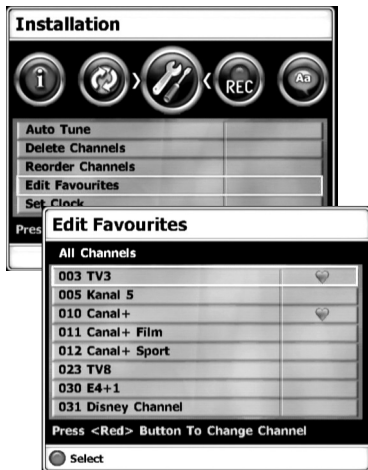 Installation
i
REC
Aa
Auto Tune
Delete Channels
Reorder Channels
Edit Favourites
Set Clock
Press
Edit Favourites
All Channels
003 TV3
005 Kanal 5
010 Canal+
011 Canal+ Film
012 Canal+ Sport
023 TV8
030 E4+1
031 Disney Channel
Press <Red> Button To Change Channel
Select